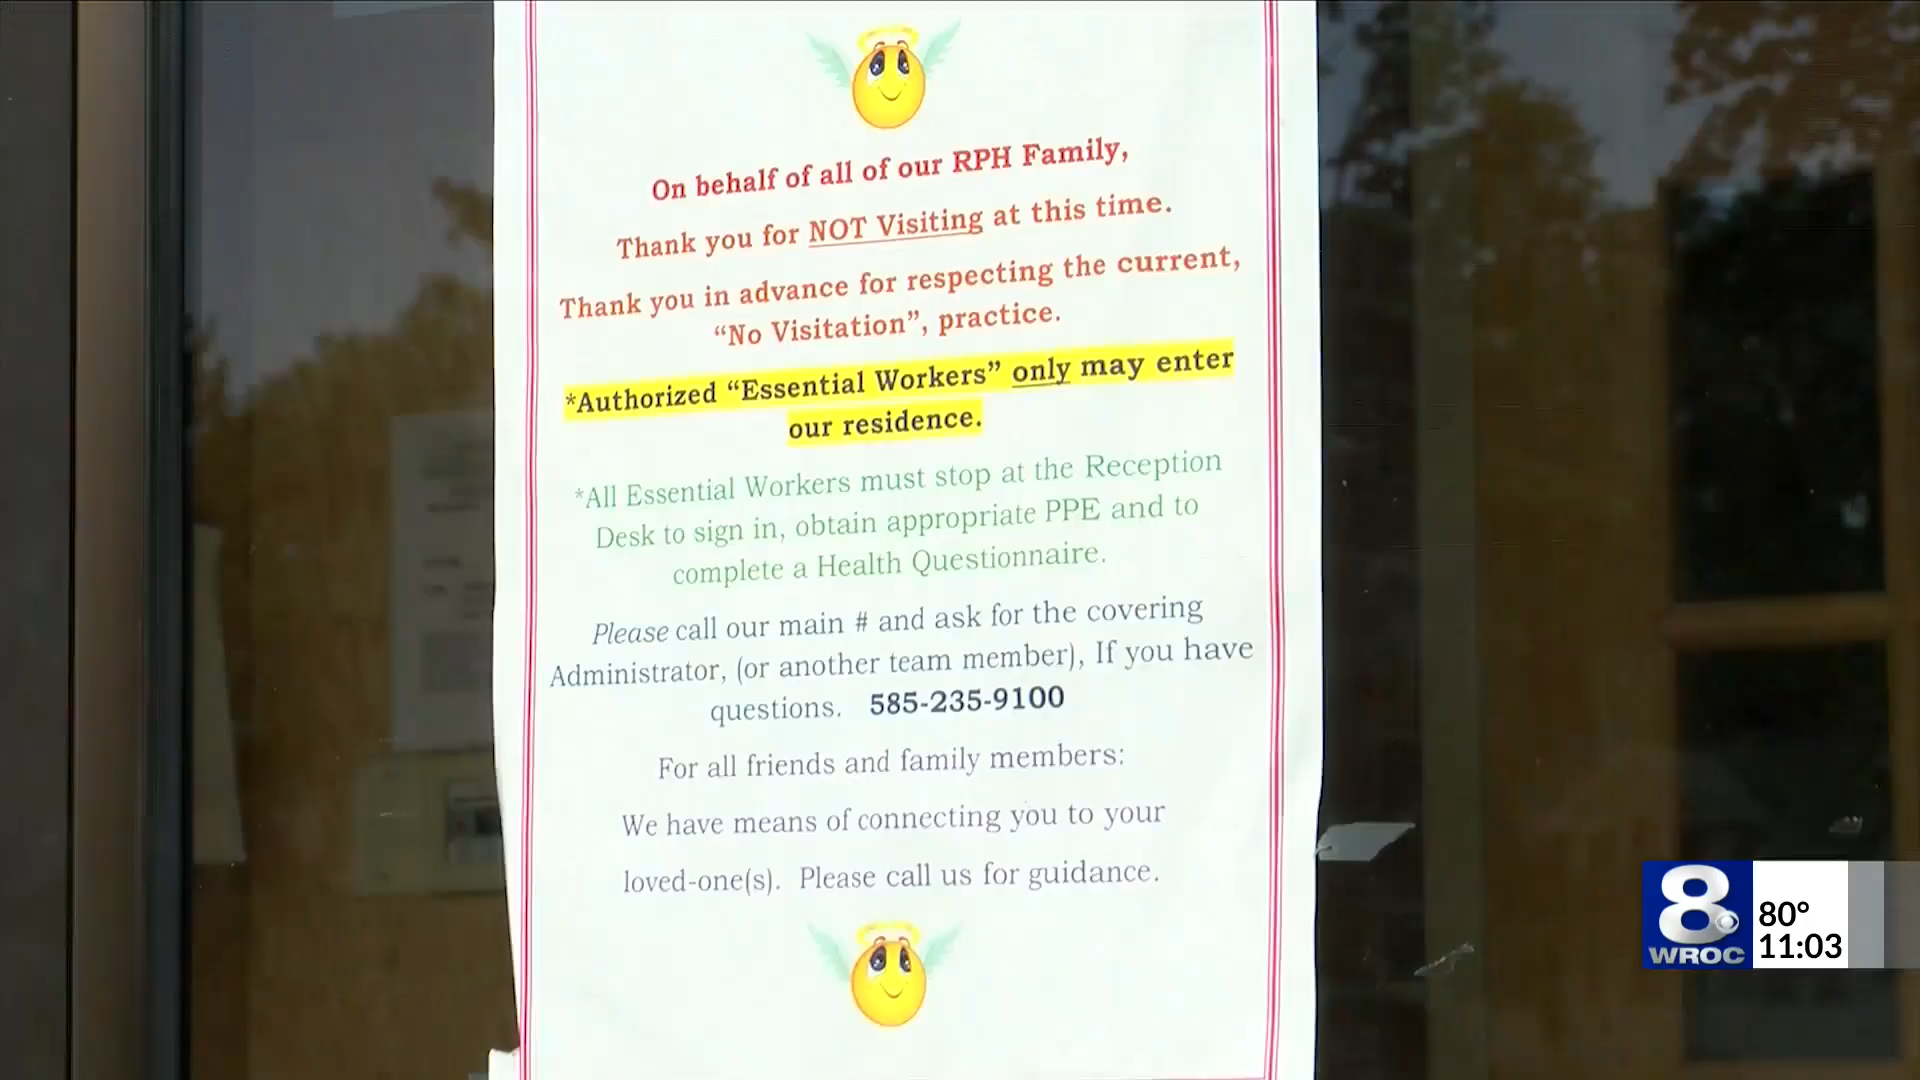 On behalf of all of our RPH Family,
Thank you for NOT Visiting at this time.
Thank you in advance for respecting the current,
“No Visitation”, practice.
*Authorized “Essential Workers” only may enter
our residence.
*All Essential Workers must stop at the Reception
Desk to sign in, obtain appropriate PPE and to
complete a Health Questionnaire.
Please call our main # and ask for the covering
Administrator, (or another team member), If you have
questions. 585-235-9100
For all friends and family members:
We have means of connecting you to your
loved-one(s). Please call us for guidance.
8
WROC
80°
11:03